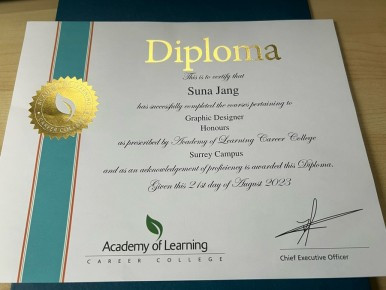 Diploma
This is to certify that
Suna Jang
has successfully completed the courses pertaining to
Graphic Designer
Honours
as prescribed by Academy of Learning Career College
Surrey Campus
and as an acknowledgement of proficiency is awarded this Diploma.
Given this 21st day of August 2023
Academy of Learning
CAREER COLLEGE
Chief Executive Officer